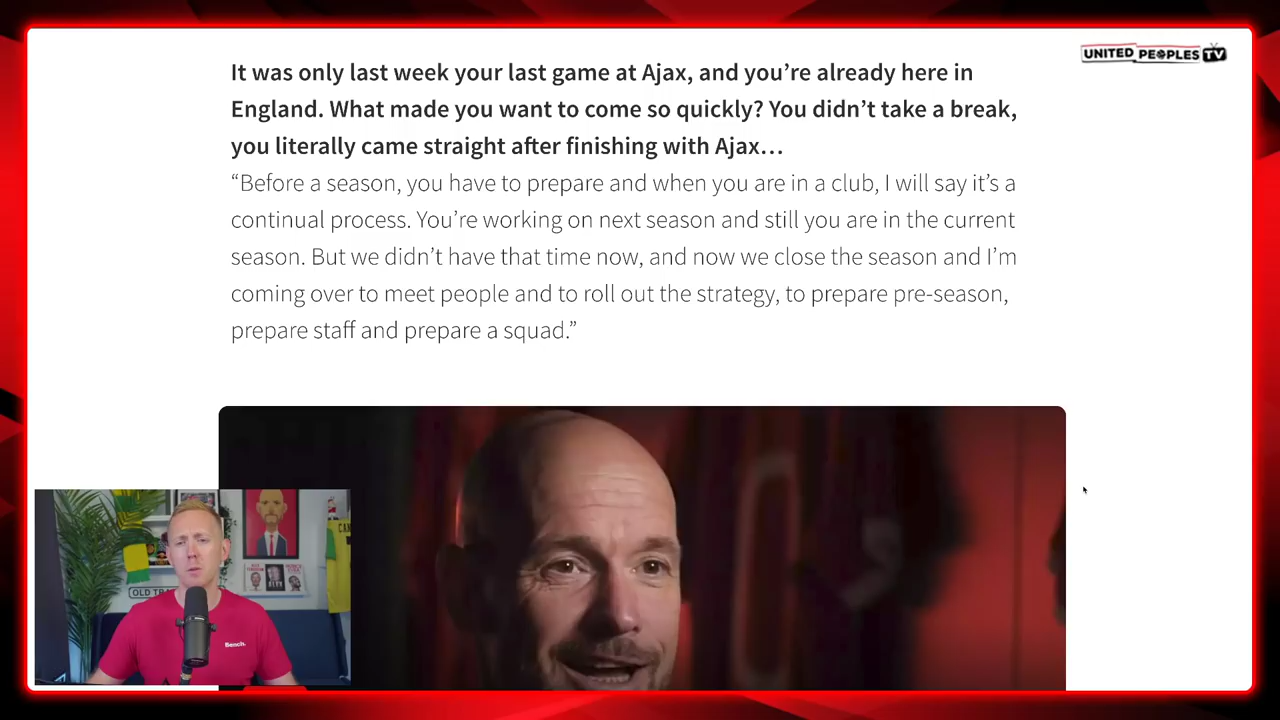 UNITED PEOPLES TV
It was only last week your last game at Ajax, and you’re already here in
England. What made you want to come so quickly? You didn’t take a break,
you literally came straight after finishing with Ajax…
“Before a season, you have to prepare and when you are in a club, I will say it’s a
continual process. You’re working on next season and still you are in the current
season. But we didn’t have that time now, and now we close the season and I’m
coming over to meet people and to roll out the strategy, to prepare pre-season,
prepare staff and prepare a squad.”
OLD
Bench.